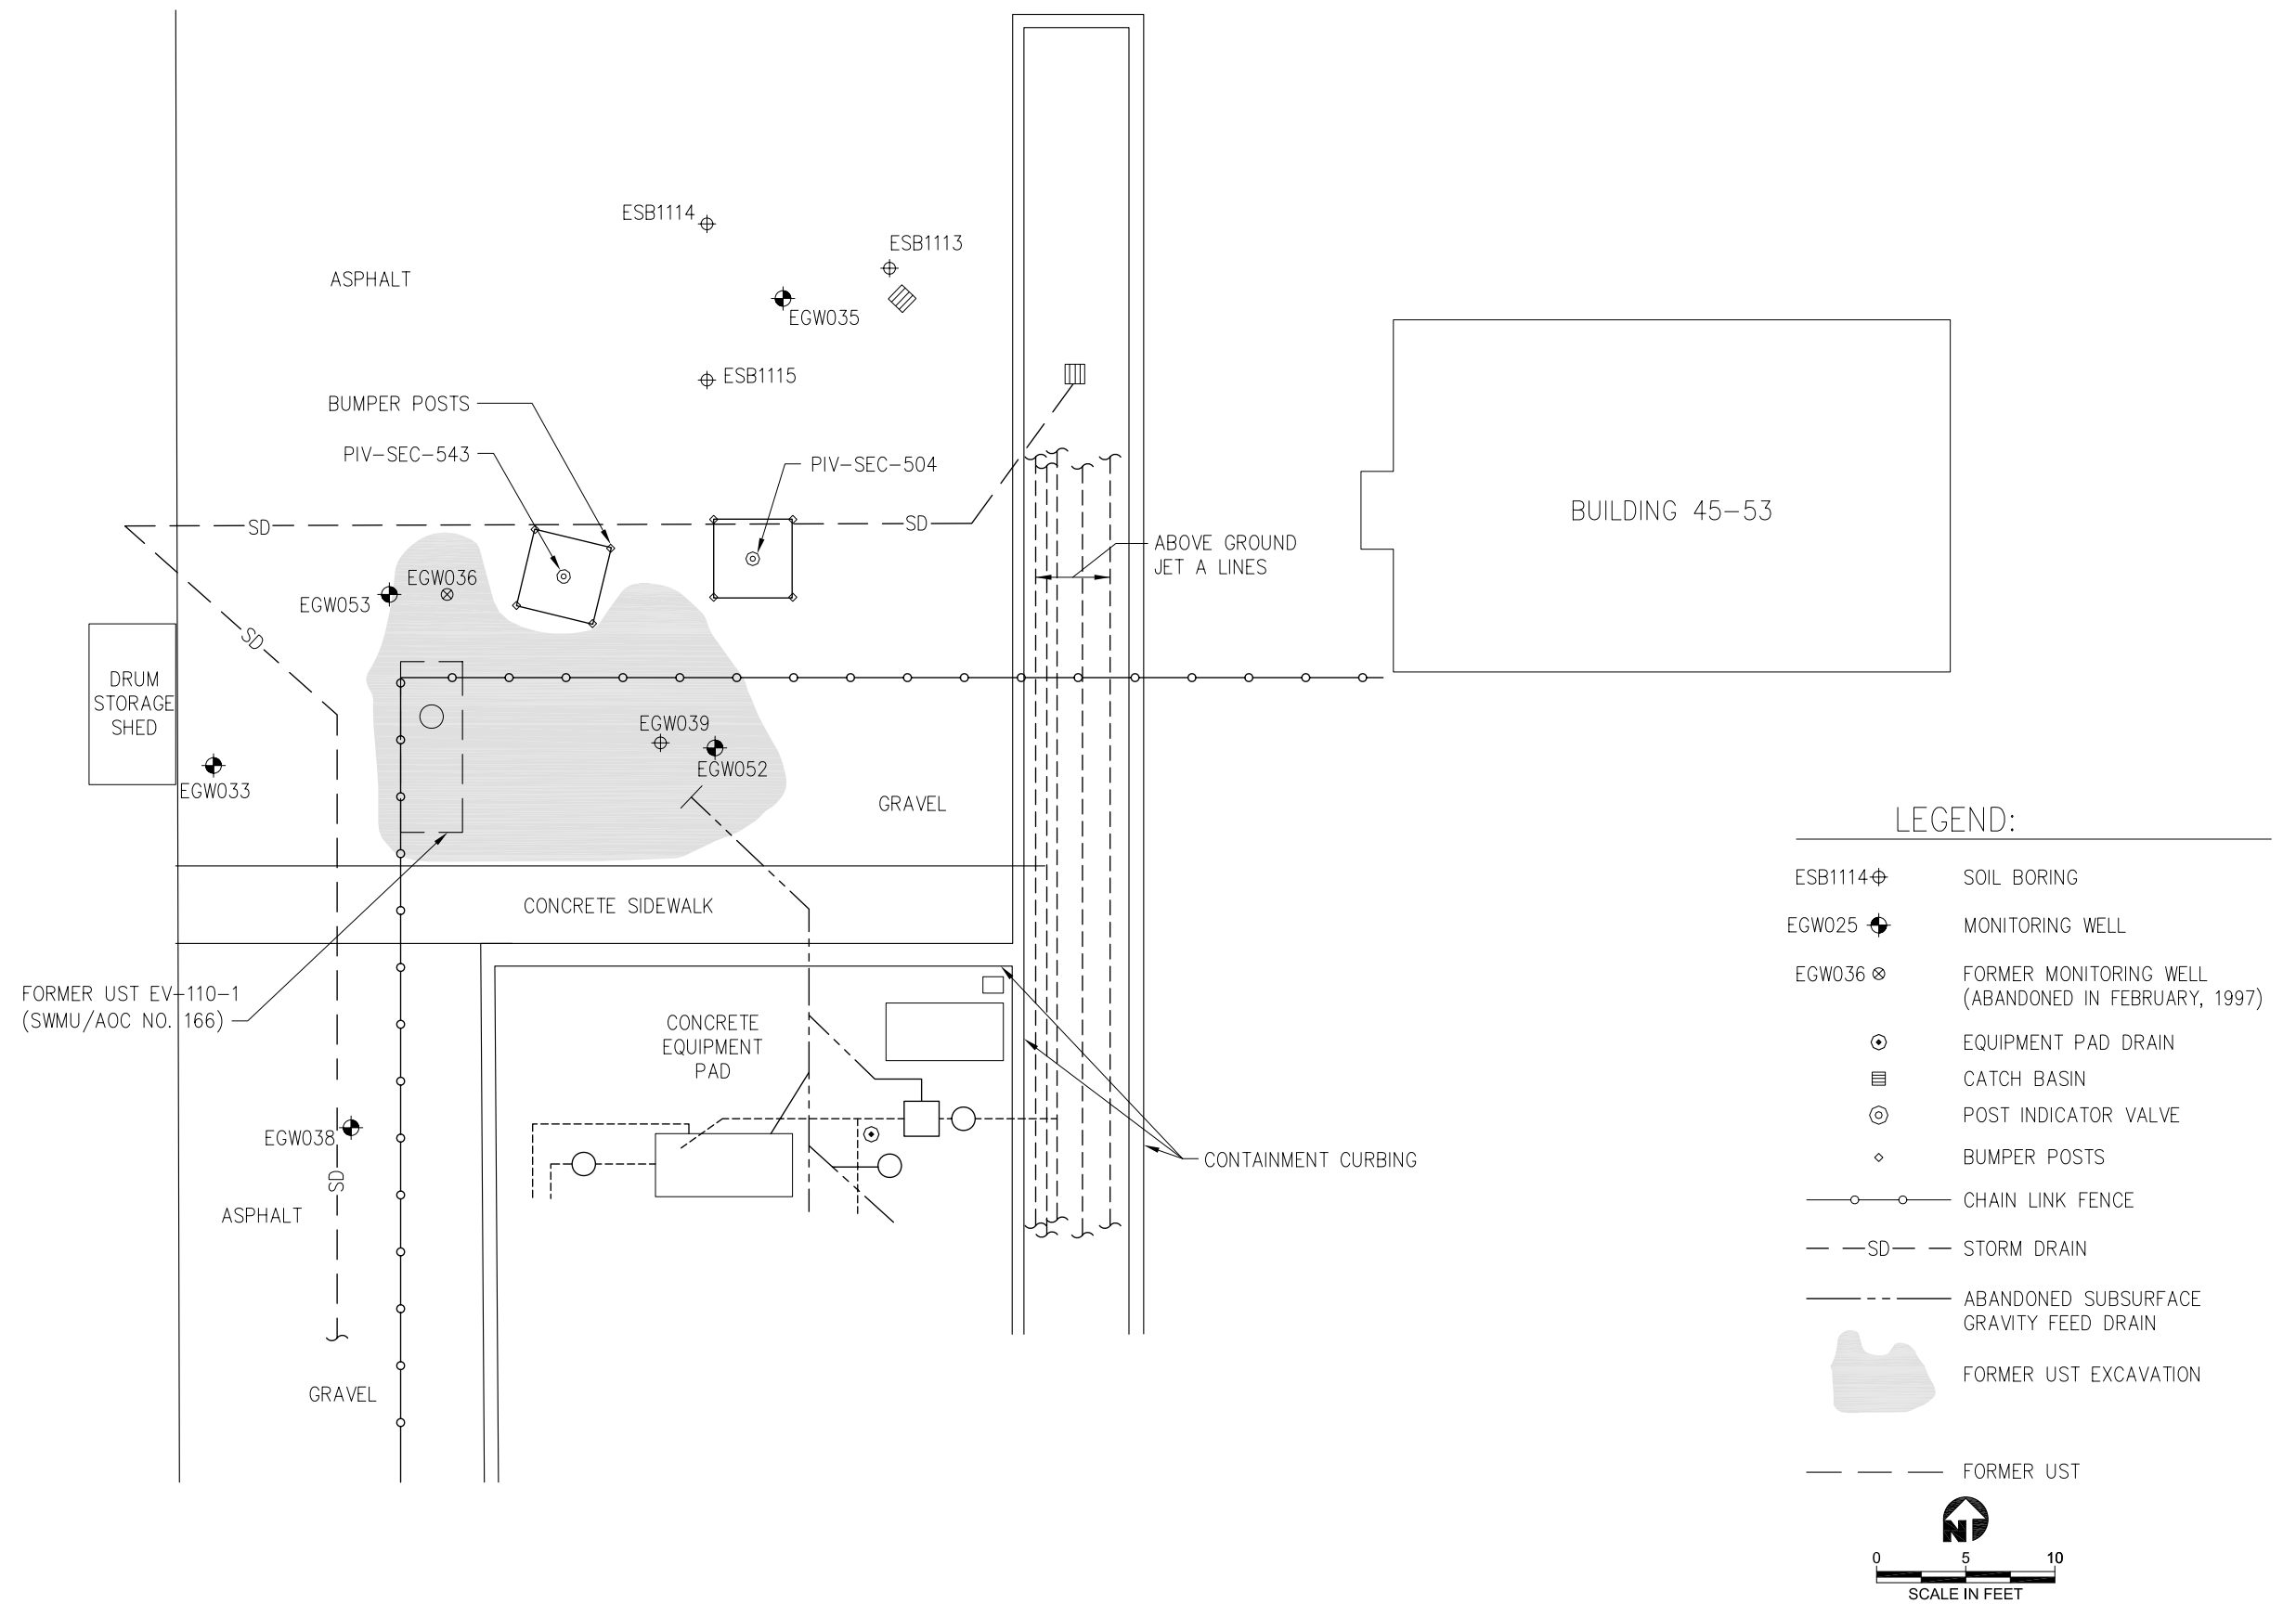 ESB1114
ESB1113
ASPHALT
EGW035
ESB1115
BUMPER POSTS
PIV-SEC-543
PIV-SEC-504
SD
SD
BUILDING 45-53
ABOVE GROUND
JET A LINES
EGW036
EGW053
SD
DRUM
STORAGE
SHED
EGW039
EGW052
EGW033
GRAVEL
CONCRETE SIDEWALK
FORMER UST EV-110-1
(SWMU/AOC NO. 166)
CONCRETE
EQUIPMENT
PAD
EGW038
SD
CONTAINMENT CURBING
ASPHALT
GRAVEL
LEGEND:
ESB1114 SOIL BORING
EGW025 MONITORING WELL
EGW036 FORMER MONITORING WELL
(ABANDONED IN FEBRUARY, 1997)
EQUIPMENT PAD DRAIN
CATCH BASIN
POST INDICATOR VALVE
BUMPER POSTS
CHAIN LINK FENCE
SD STORM DRAIN
ABANDONED SUBSURFACE
GRAVITY FEED DRAIN
FORMER UST EXCAVATION
FORMER UST
N
0 5 10
SCALE IN FEET